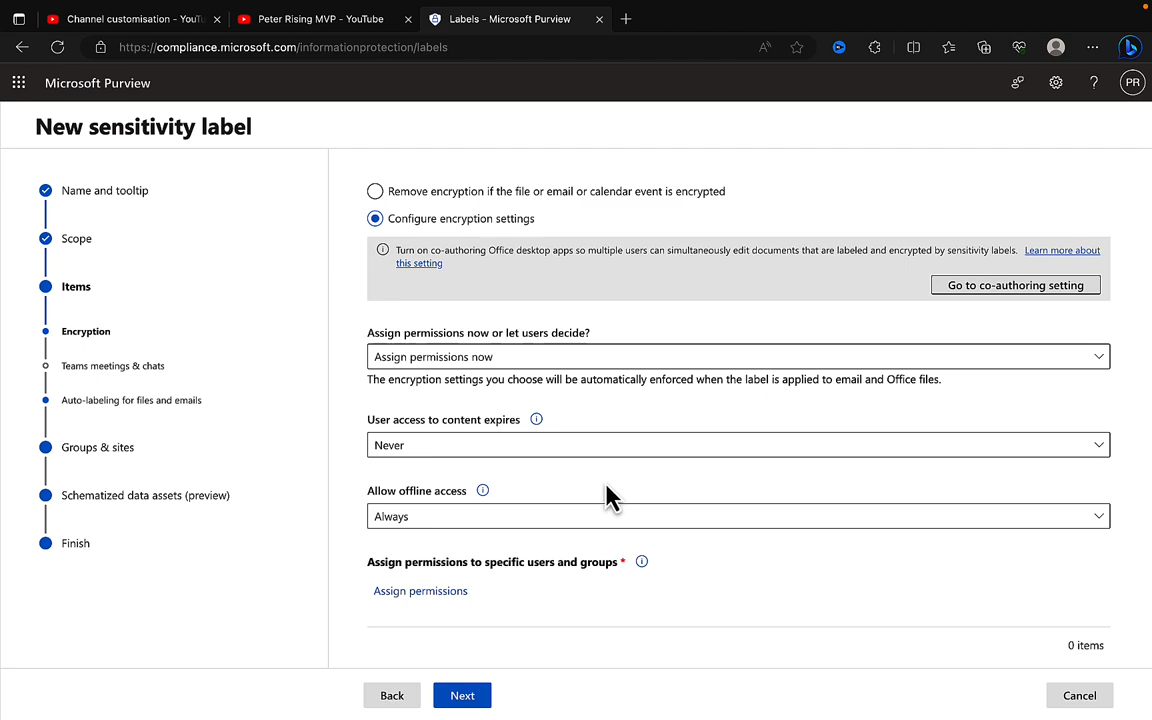 Channel customisation - YouTu
Peter Rising MVP - YouTube
Labels - Microsoft Purview
https://compliance.microsoft.com/informationprotection/labels
Microsoft Purview
PR
New sensitivity label
Name and tooltip
Scope
Items
Encryption
Teams meetings & chats
Auto-labeling for files and emails
Groups & sites
Schematized data assets (preview)
Finish
Remove encryption if the file or email or calendar event is encrypted
Configure encryption settings
Turn on co-authoring Office desktop apps so multiple users can simultaneously edit documents that are labeled and encrypted by sensitivity labels. Learn more about
this setting
Go to co-authoring setting
Assign permissions now or let users decide?
Assign permissions now
The encryption settings you choose will be automatically enforced when the label is applied to email and Office files.
User access to content expires
Never
Allow offline access
Always
Assign permissions to specific users and groups *
Assign permissions
0 items
Back
Next
Cancel